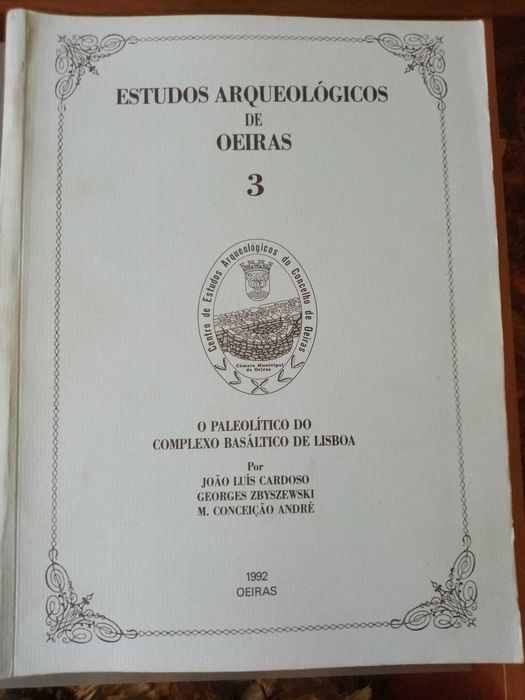 ESTUDOS ARQUEOLÓGICOS
DE
OEIRAS
3
Centro de Estudos Arqueológicos do Concelho de Oeiras
Câmara Municipal
de Oeiras
O PALEOLÍTICO DO
COMPLEXO BASÁLTICO DE LISBOA
Por
JOÃO LUÍS CARDOSO
GEORGES ZBYSZEWSKI
M. CONCEIÇÃO ANDRÉ
1992
OEIRAS